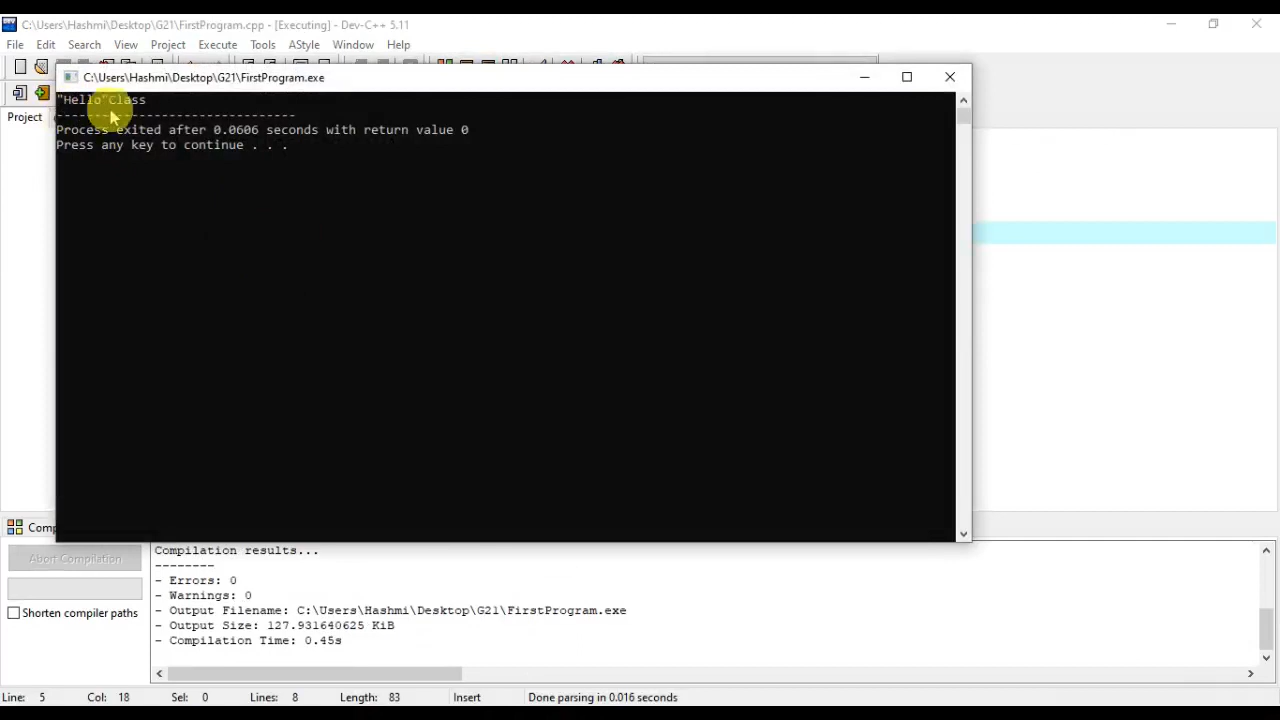 C:\Users\Hashmi\Desktop\G21\FirstProgram.cpp - [Executing] - Dev-C++ 5.11
File Edit Search View Project Execute Tools AStyle Window Help
C:\Users\Hashmi\Desktop\G21\FirstProgram.exe
Project
"Hello"Class
--------------------------------
Process exited after 0.0606 seconds with return value 0
Press any key to continue . . .
Abort Compilation
Shorten compiler paths
Compilation results...
--------
- Errors: 0
- Warnings: 0
- Output Filename: C:\Users\Hashmi\Desktop\G21\FirstProgram.exe
- Output Size: 127.931640625 KiB
- Compilation Time: 0.45s
Line: 5 Col: 18 Sel: 0 Lines: 8 Length: 83 Insert Done parsing in 0.016 seconds